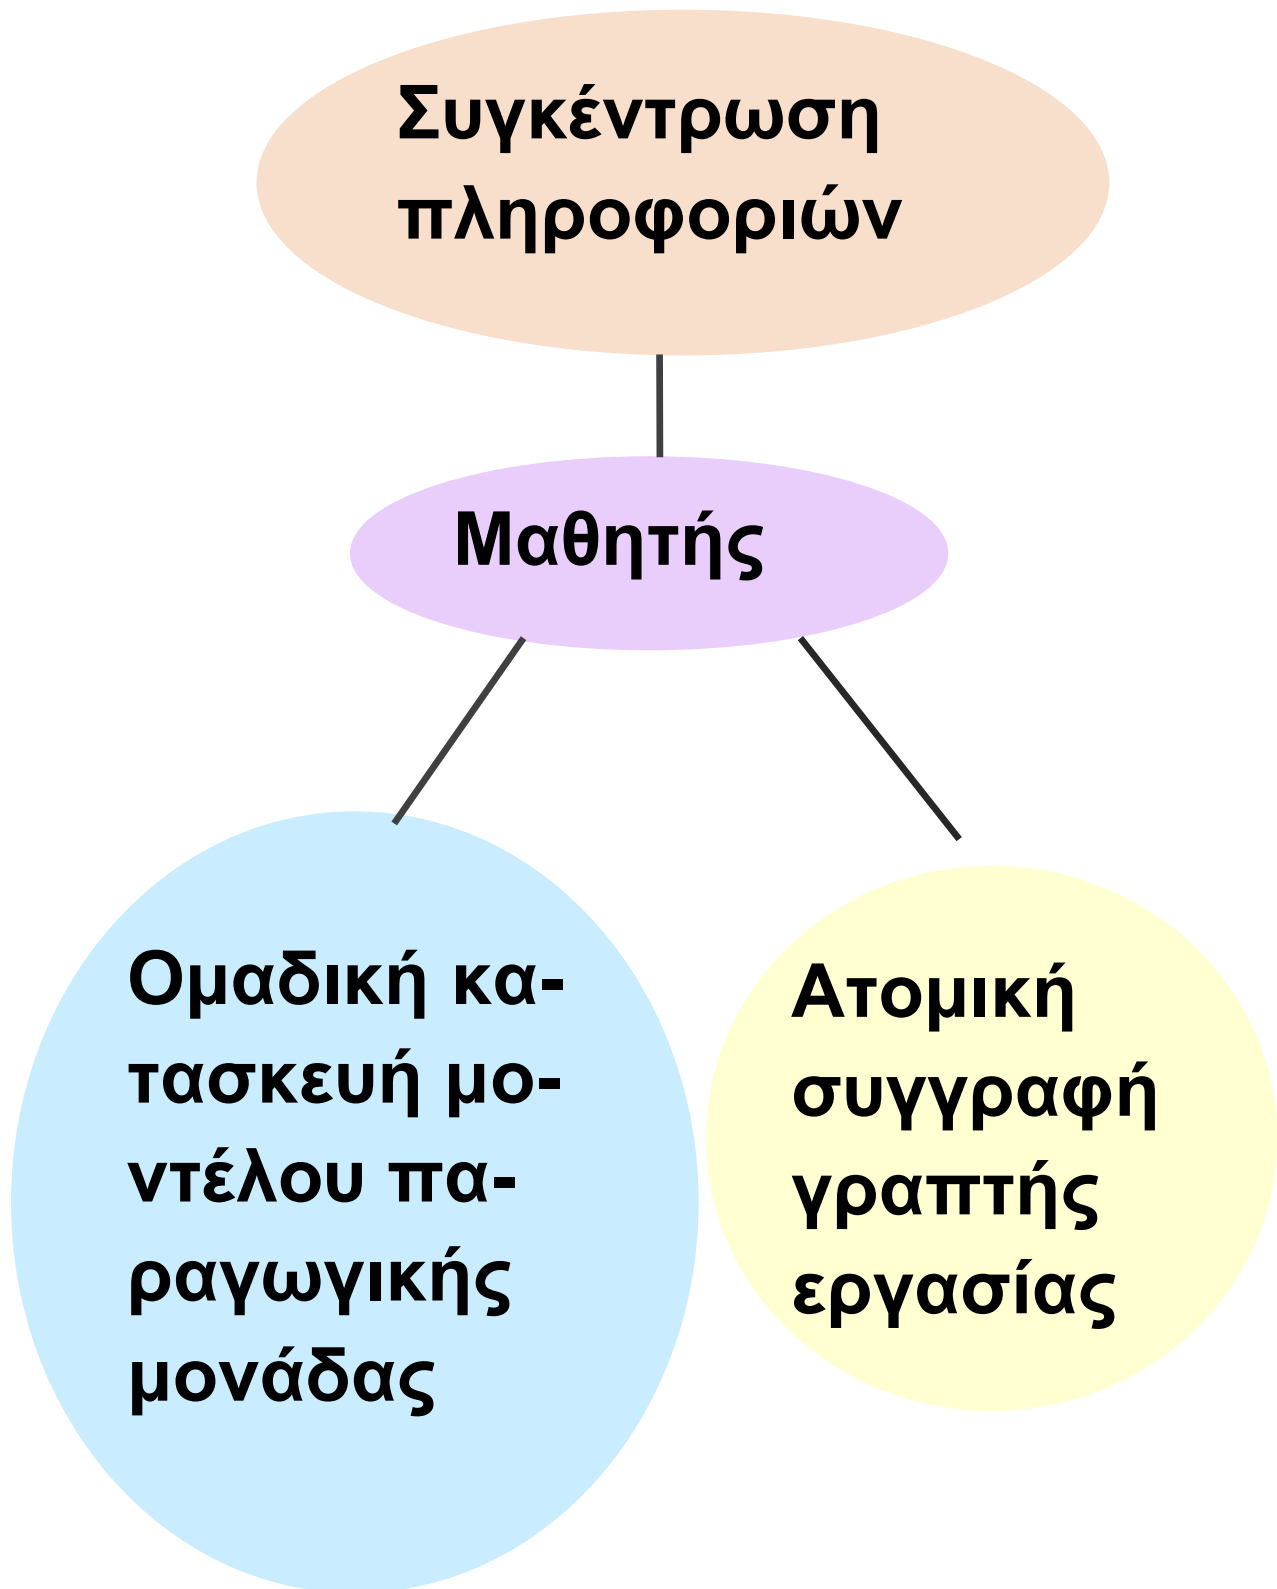 Συγκέντρωση
πληροφοριών
Μαθητής
Ομαδική κα-
τασκευή μο-
ντέλου πα-
ραγωγικής
μονάδας
Ατομική
συγγραφή
γραπτής
εργασίας